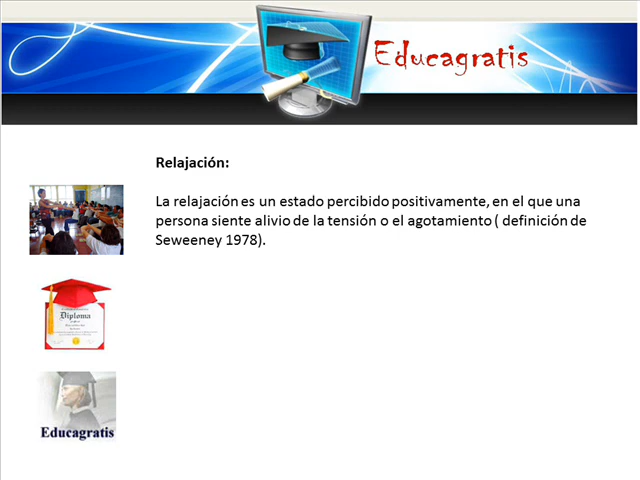 Educagratis
Relajación:
La relajación es un estado percibido positivamente, en el que una
persona siente alivio de la tensión o el agotamiento ( definición de
Seweeney 1978).
Diploma
Educagratis